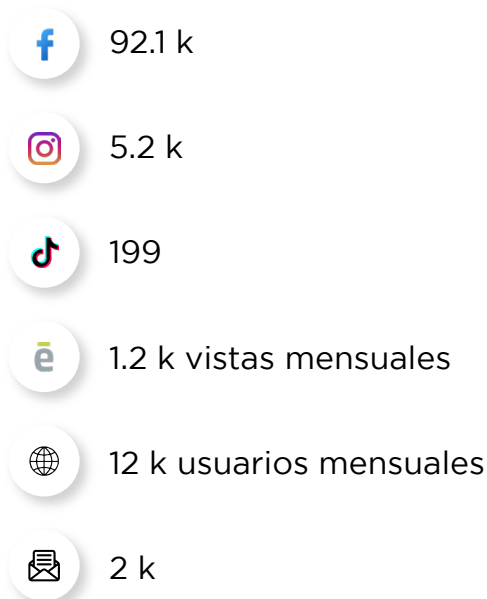 92.1 k
5.2 k
199
ē 1.2 k vistas mensuales
12 k usuarios mensuales
2 k